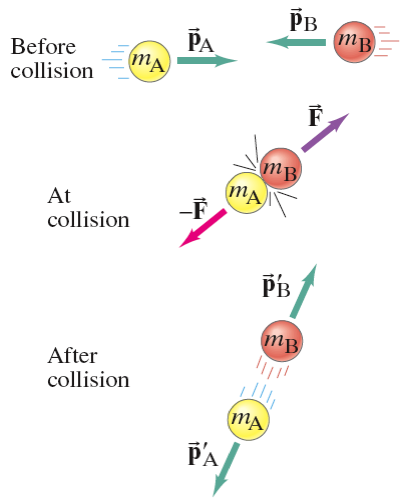 Before
collision
m_A
p⃗_A
p⃗_B
m_B
At
collision
F⃗
m_B
m_A
–F⃗
After
collision
p⃗′_B
m_B
m_A
p⃗′_A